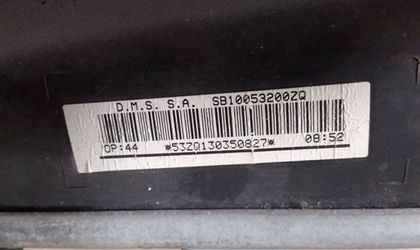 D.M.S. S.A. SB10053200ZQ
OP:44 *53ZQ130350827* 08:52